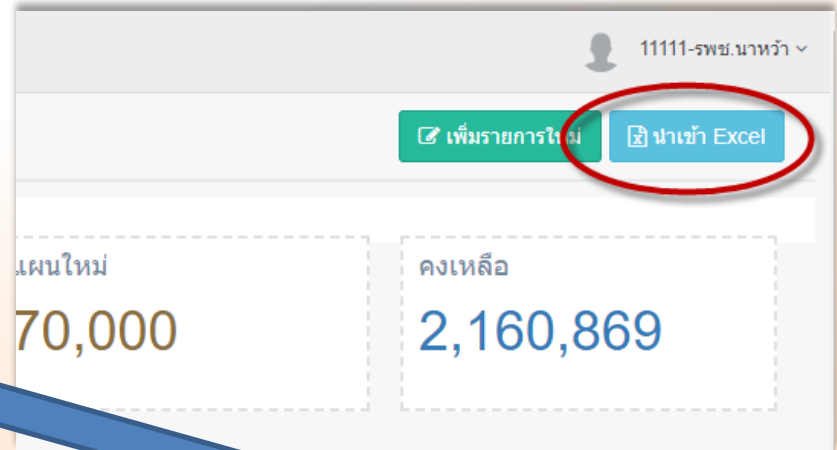 11111-รพช.นาหว้า
เพิ่มรายการใหม่ นำเข้า Excel
แผนใหม่ คงเหลือ
70,000 2,160,869